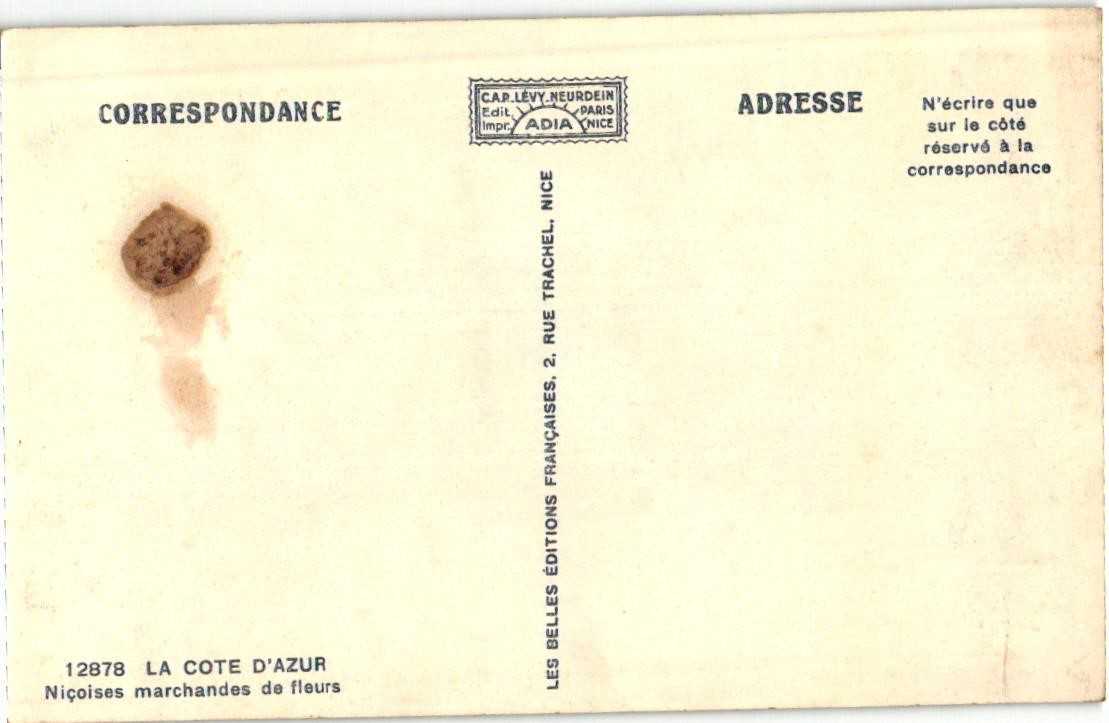 CORRESPONDANCE
C.A.P. LÉVY.NEURDEIN
Edit. PARIS
Impr. ADIA NICE
ADRESSE
N'écrire que
sur le côté
réservé à la
correspondance
LES BELLES ÉDITIONS FRANÇAISES, 2, RUE TRACHEL, NICE
12878 LA COTE D'AZUR
Niçoises marchandes de fleurs